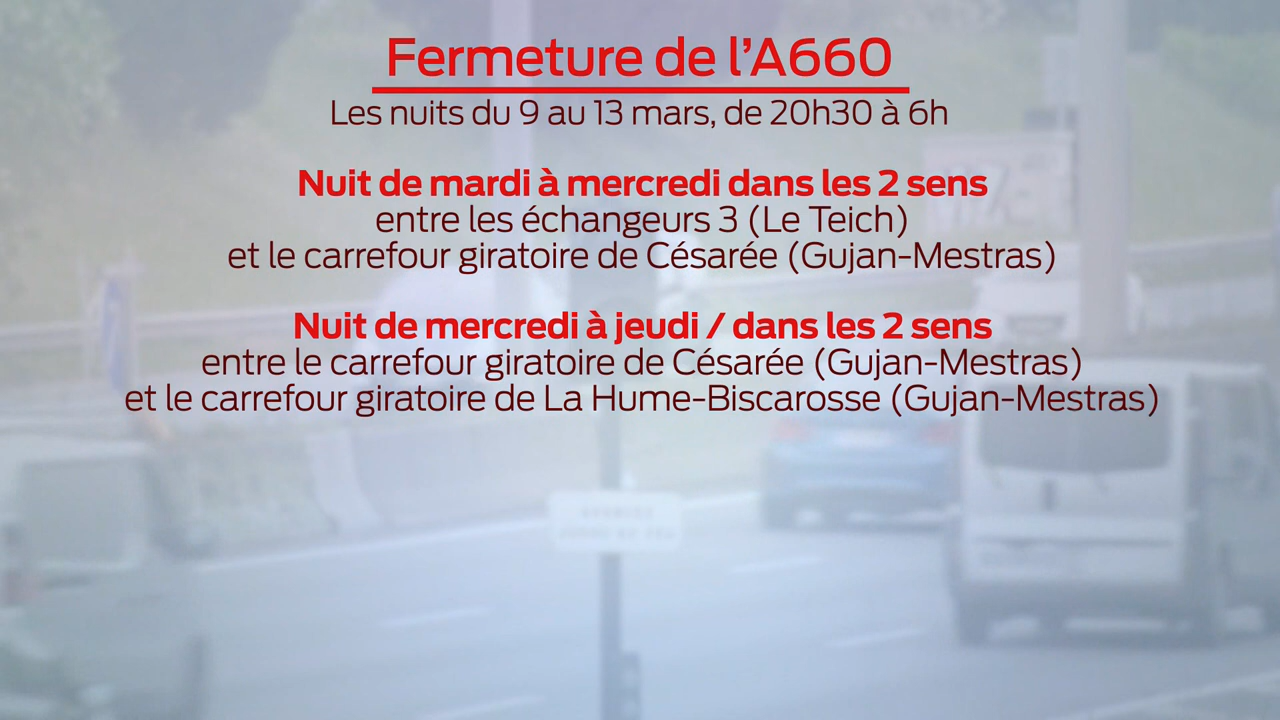 Fermeture de l’A660
Les nuits du 9 au 13 mars, de 20h30 à 6h
Nuit de mardi à mercredi dans les 2 sens
entre les échangeurs 3 (Le Teich)
et le carrefour giratoire de Césarée (Gujan-Mestras)
Nuit de mercredi à jeudi / dans les 2 sens
entre le carrefour giratoire de Césarée (Gujan-Mestras)
et le carrefour giratoire de La Hume-Biscarosse (Gujan-Mestras)